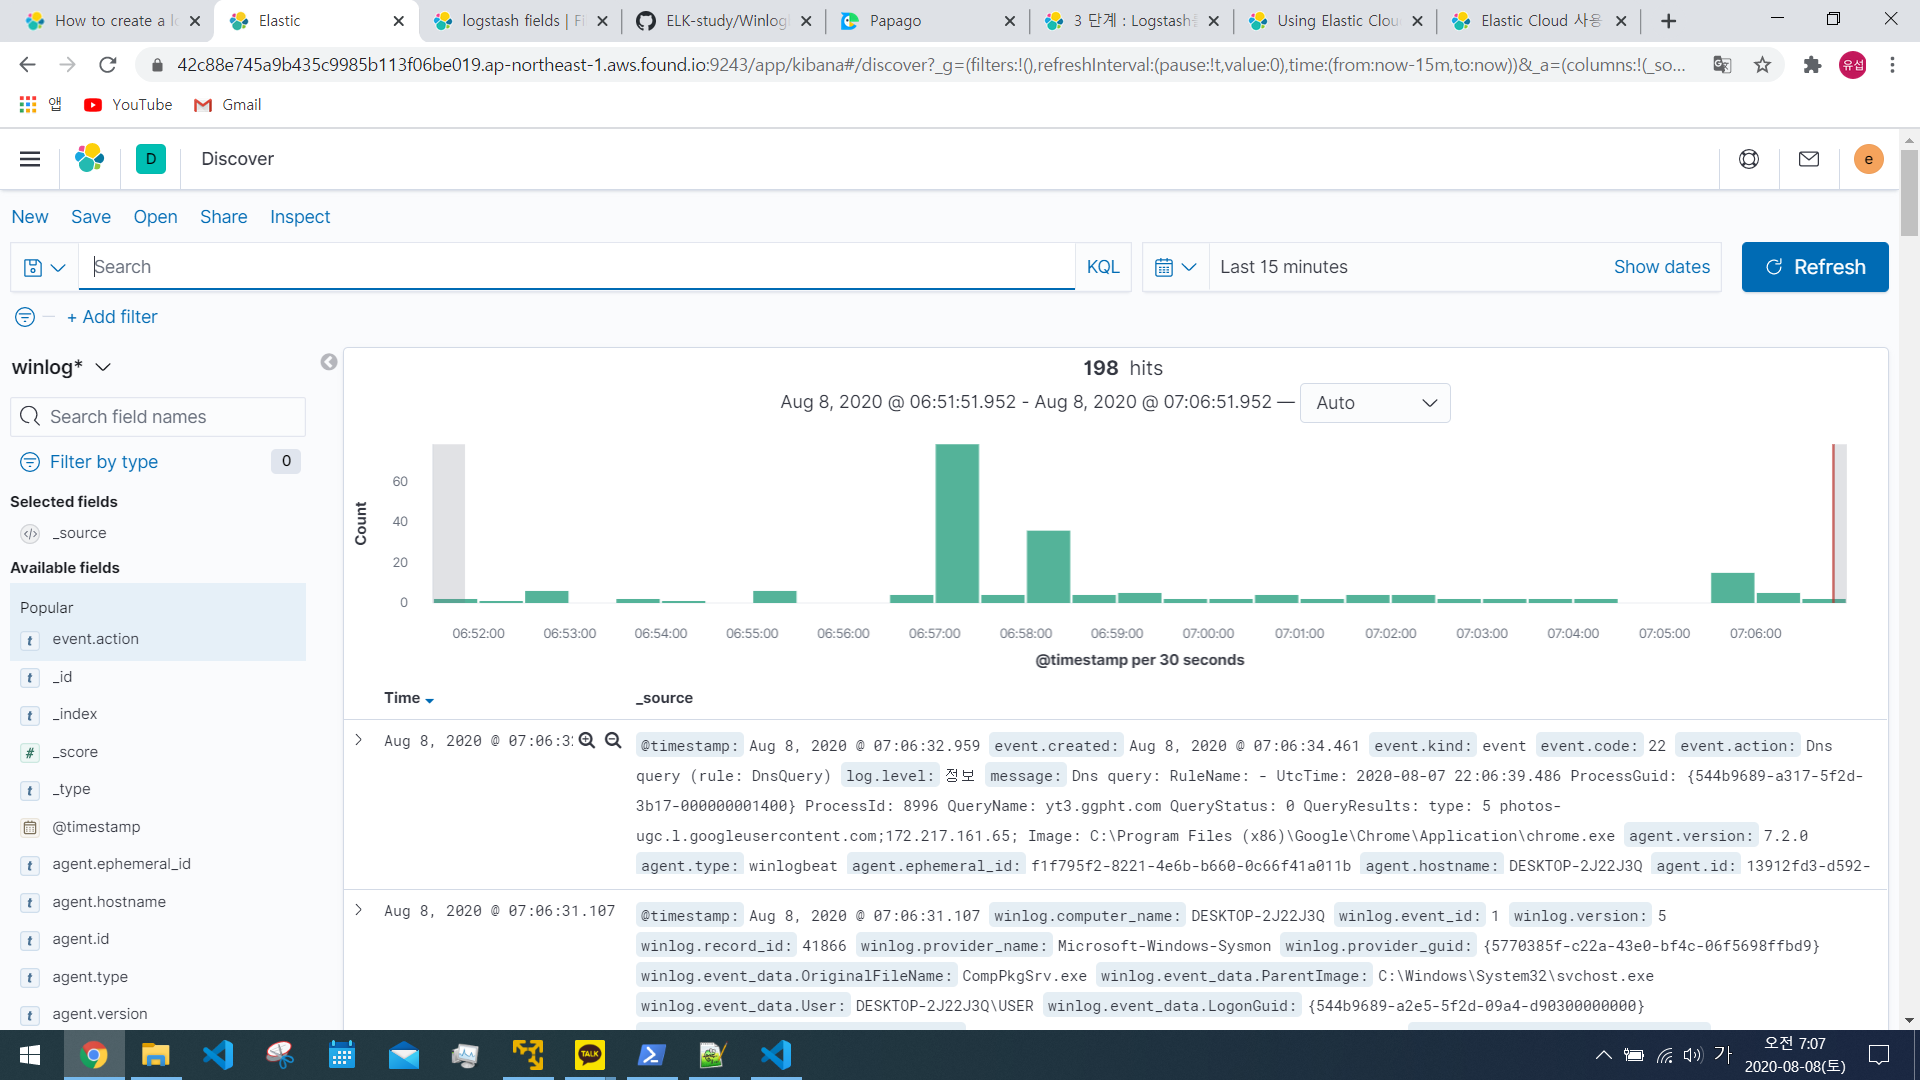 How to create a lo
Elastic
logstash fields | Fi
ELK-study/Winlog
Papago
3 단계 : Logstash를
Using Elastic Clou
Elastic Cloud 사용
42c88e745a9b435c9985b113f06be019.ap-northeast-1.aws.found.io:9243/app/kibana#/discover?_g=(filters:!(),refreshInterval:(pause:!t,value:0),time:(from:now-15m,to:now))&_a=(columns:!(_so...
유섭
앱
YouTube
Gmail
D
Discover
e
New
Save
Open
Share
Inspect
Search
KQL
Last 15 minutes
Show dates
Refresh
+ Add filter
winlog*
Search field names
Filter by type
0
Selected fields
_source
Available fields
Popular
t event.action
t _id
t _index
# _score
t _type
@timestamp
t agent.ephemeral_id
t agent.hostname
t agent.id
t agent.type
t agent.version
198 hits
Aug 8, 2020 @ 06:51:51.952 - Aug 8, 2020 @ 07:06:51.952 —
Auto
Count
60
40
20
0
06:52:00 06:53:00 06:54:00 06:55:00 06:56:00 06:57:00 06:58:00 06:59:00 07:00:00 07:01:00 07:02:00 07:03:00 07:04:00 07:05:00 07:06:00
@timestamp per 30 seconds
Time
_source
Aug 8, 2020 @ 07:06:32
@timestamp: Aug 8, 2020 @ 07:06:32.959 event.created: Aug 8, 2020 @ 07:06:34.461 event.kind: event event.code: 22 event.action: Dns
query (rule: DnsQuery) log.level: 정보 message: Dns query: RuleName: - UtcTime: 2020-08-07 22:06:39.486 ProcessGuid: {544b9689-a317-5f2d-
3b17-000000001400} ProcessId: 8996 QueryName: yt3.ggpht.com QueryStatus: 0 QueryResults: type: 5 photos-
ugc.l.googleusercontent.com;172.217.161.65; Image: C:\Program Files (x86)\Google\Chrome\Application\chrome.exe agent.version: 7.2.0
agent.type: winlogbeat agent.ephemeral_id: f1f795f2-8221-4e6b-b660-0c66f41a011b agent.hostname: DESKTOP-2J22J3Q agent.id: 13912fd3-d592-
Aug 8, 2020 @ 07:06:31.107
@timestamp: Aug 8, 2020 @ 07:06:31.107 winlog.computer_name: DESKTOP-2J22J3Q winlog.event_id: 1 winlog.version: 5
winlog.record_id: 41866 winlog.provider_name: Microsoft-Windows-Sysmon winlog.provider_guid: {5770385f-c22a-43e0-bf4c-06f5698ffbd9}
winlog.event_data.OriginalFileName: CompPkgSrv.exe winlog.event_data.ParentImage: C:\Windows\System32\svchost.exe
winlog.event_data.User: DESKTOP-2J22J3Q\USER winlog.event_data.LogonGuid: {544b9689-a2e5-5f2d-09a4-d90300000000}
TALK
가
오전 7:07
2020-08-08(토)